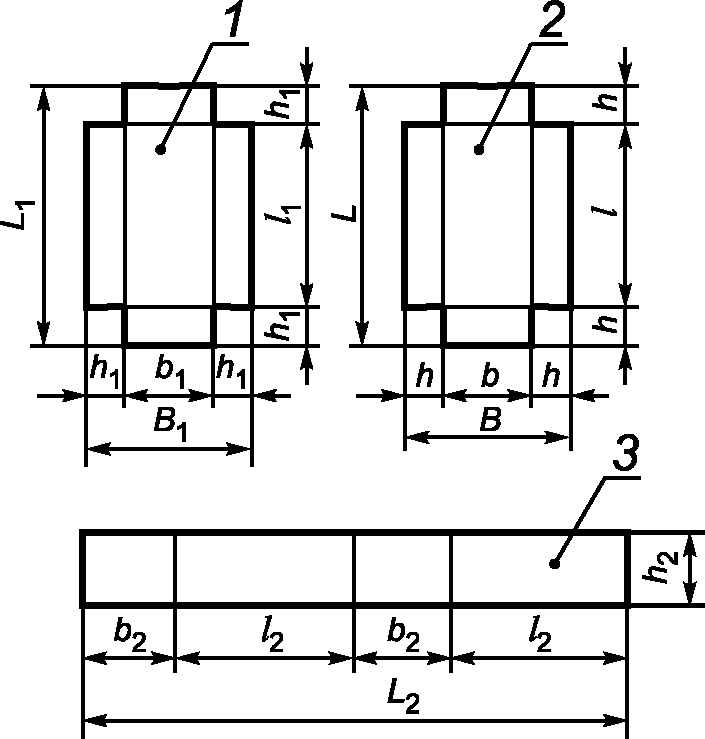 1 2
L₁ h₁ l₁ h₁ L h l h
h₁ b₁ h₁ h b h
B₁ B
3
h₂
b₂ l₂ b₂ l₂
L₂